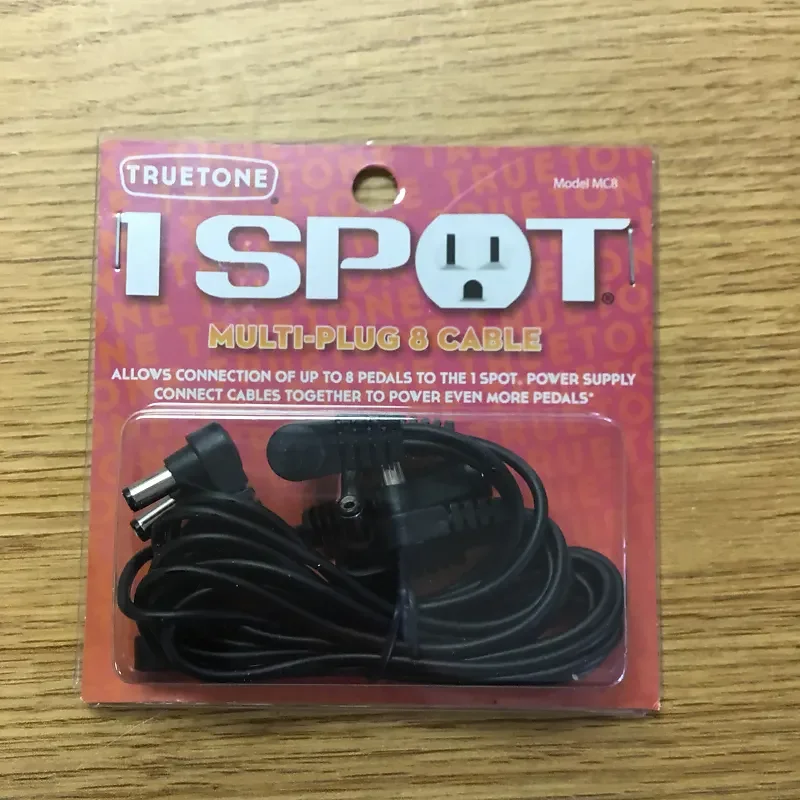 TRUETONE
Model MC8
1 SPOT®
MULTI-PLUG 8 CABLE
ALLOWS CONNECTION OF UP TO 8 PEDALS TO THE 1 SPOT® POWER SUPPLY
CONNECT CABLES TOGETHER TO POWER EVEN MORE PEDALS*